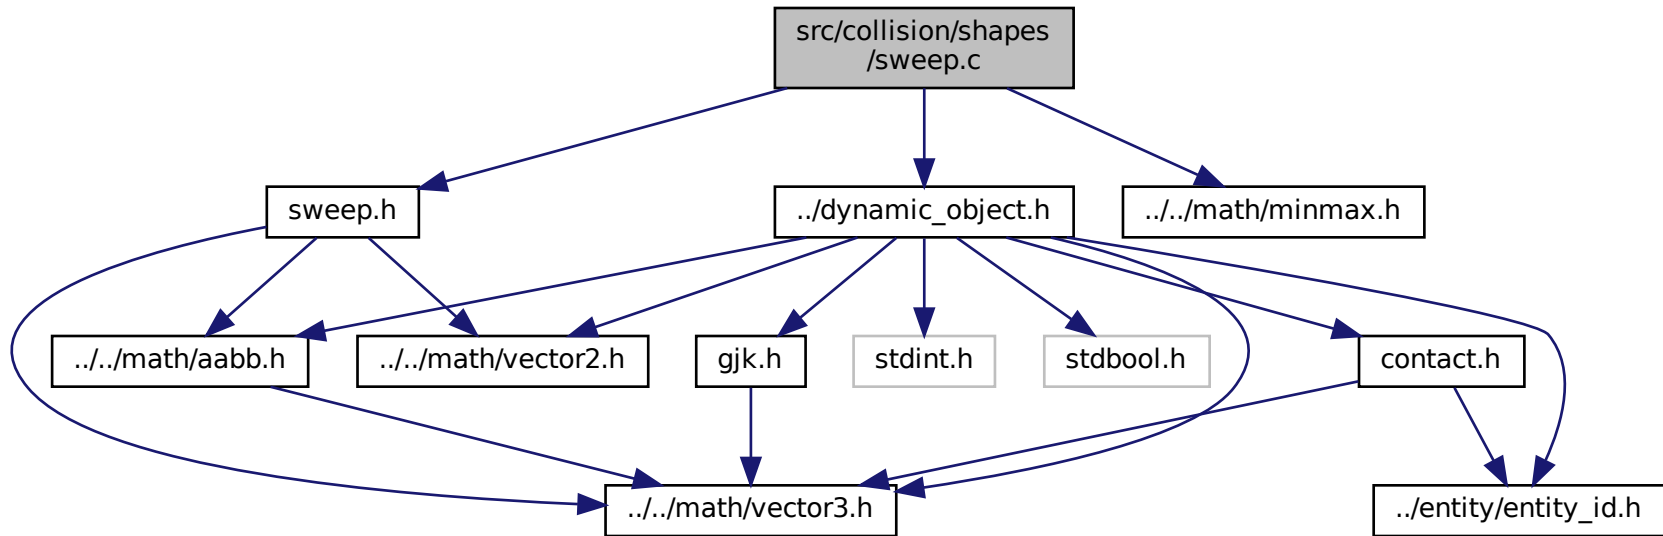 src/collision/shapes
/sweep.c
sweep.h
../dynamic_object.h
../../math/minmax.h
../../math/aabb.h
../../math/vector2.h
gjk.h
stdint.h
stdbool.h
contact.h
../../math/vector3.h
../entity/entity_id.h